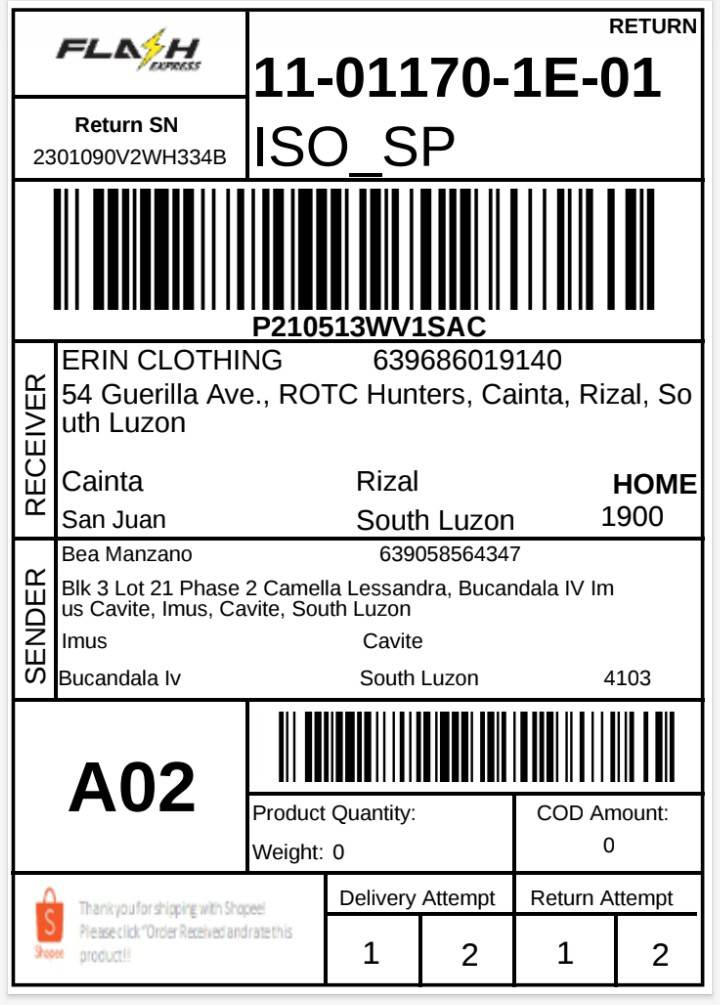 FLASH
EXPRESS
RETURN
11-01170-1E-01
Return SN
2301090V2WH334B
ISO_SP
P210513WV1SAC
RECEIVER
ERIN CLOTHING 639686019140
54 Guerilla Ave., ROTC Hunters, Cainta, Rizal, So
uth Luzon
Cainta Rizal HOME
San Juan South Luzon 1900
SENDER
Bea Manzano 639058564347
Blk 3 Lot 21 Phase 2 Camella Lessandra, Bucandala IV Im
us Cavite, Imus, Cavite, South Luzon
Imus Cavite
Bucandala Iv South Luzon 4103
A02
Product Quantity: COD Amount:
Weight: 0 0
Shopee
Thank you for shipping with Shopee!
Please click "Order Received and rate this
product!!
Delivery Attempt Return Attempt
1 2 1 2